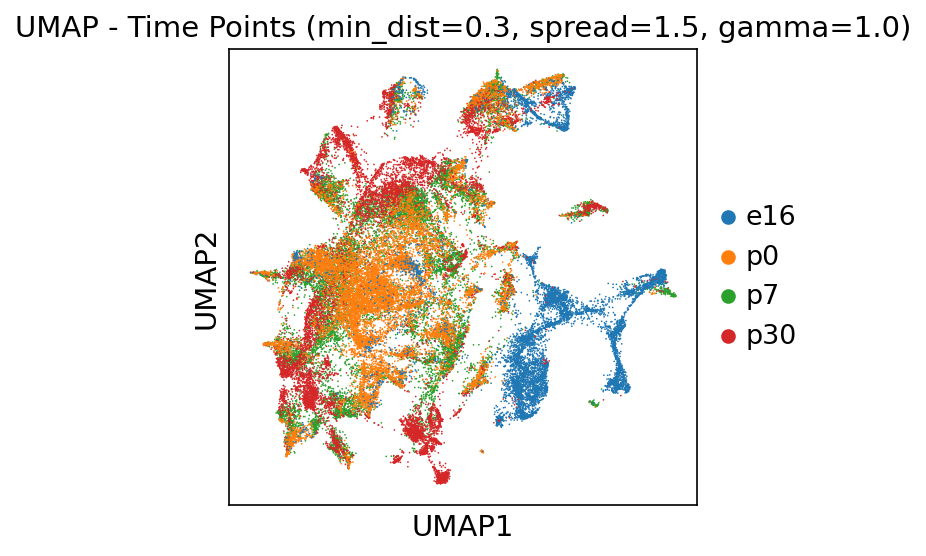 UMAP - Time Points (min_dist=0.3, spread=1.5, gamma=1.0)
UMAP2
e16
p0
p7
p30
UMAP1